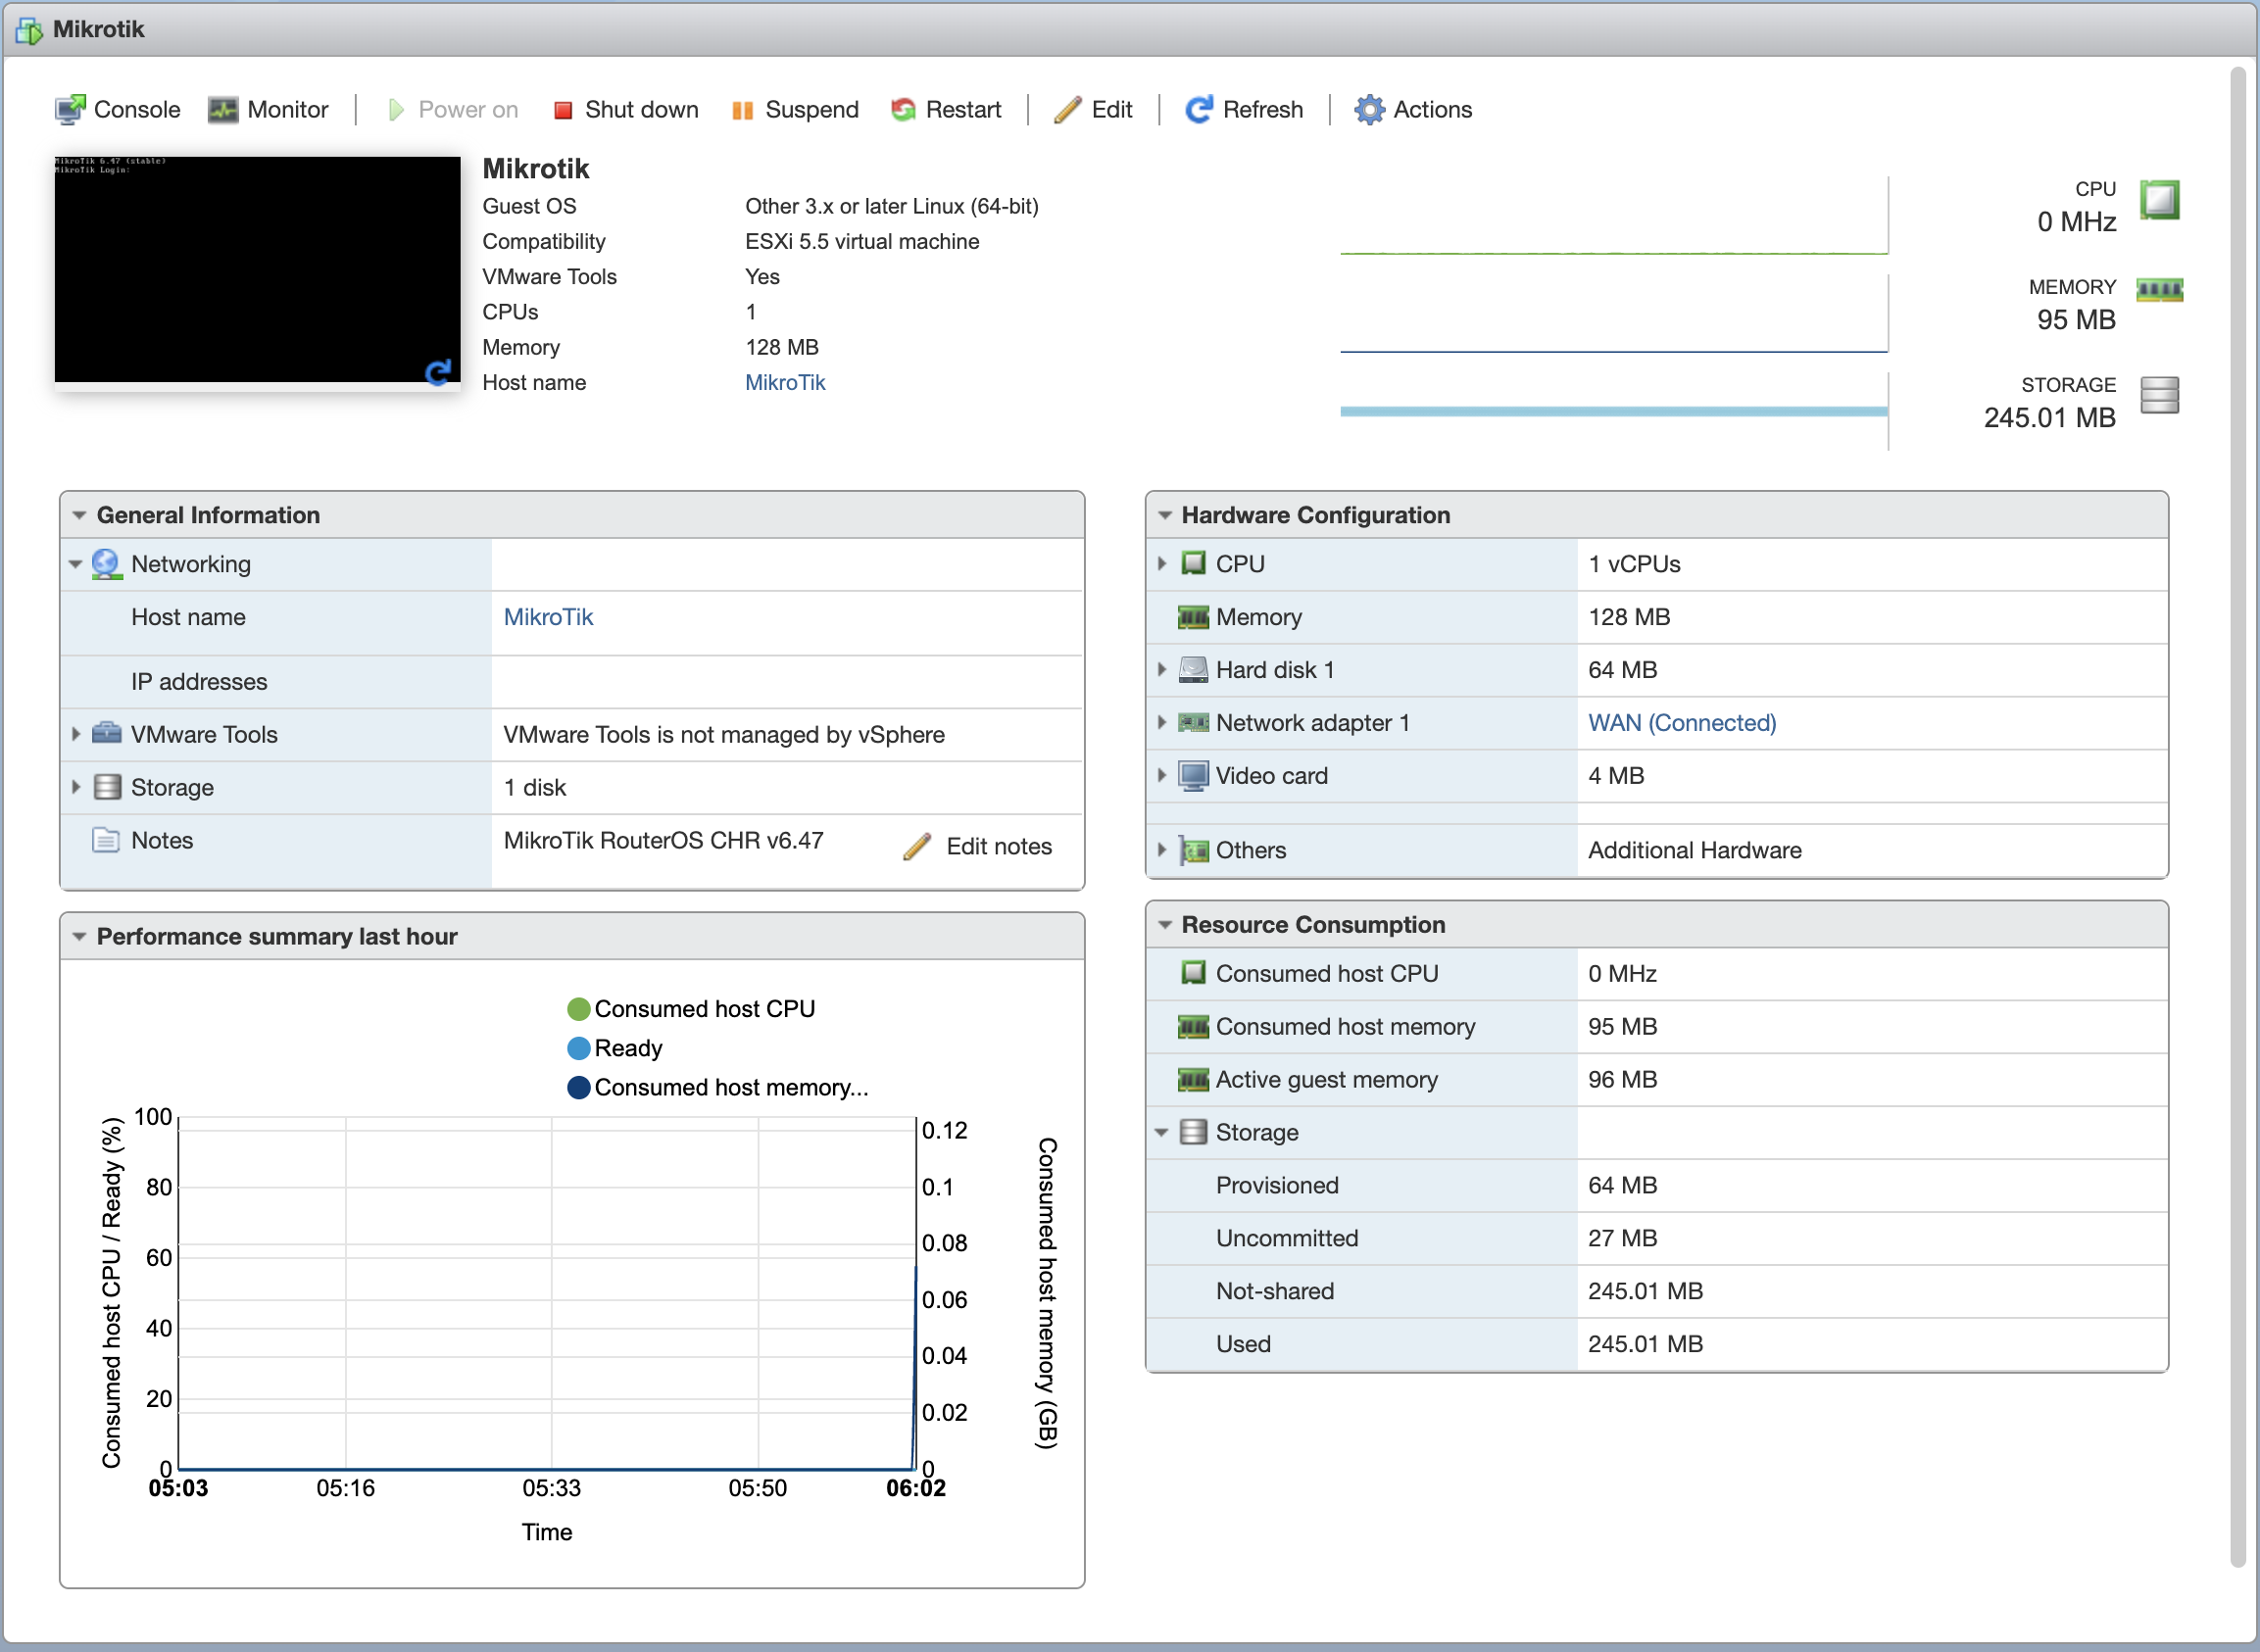 Mikrotik
Console Monitor Power on Shut down Suspend Restart Edit Refresh Actions
MikroTik 6.47 (stable)
MikroTik Login:
Mikrotik
Guest OS Other 3.x or later Linux (64-bit)
Compatibility ESXi 5.5 virtual machine
VMware Tools Yes
CPUs 1
Memory 128 MB
Host name MikroTik
CPU
0 MHz
MEMORY
95 MB
STORAGE
245.01 MB
General Information
Networking
Host name MikroTik
IP addresses
VMware Tools VMware Tools is not managed by vSphere
Storage 1 disk
Notes MikroTik RouterOS CHR v6.47 Edit notes
Performance summary last hour
Consumed host CPU
Ready
Consumed host memory...
Consumed host CPU / Ready (%)
100
80
60
40
20
0
0.12
0.1
0.08
0.06
0.04
0.02
0
Consumed host memory (GB)
05:03 05:16 05:33 05:50 06:02
Time
Hardware Configuration
CPU 1 vCPUs
Memory 128 MB
Hard disk 1 64 MB
Network adapter 1 WAN (Connected)
Video card 4 MB
Others Additional Hardware
Resource Consumption
Consumed host CPU 0 MHz
Consumed host memory 95 MB
Active guest memory 96 MB
Storage
Provisioned 64 MB
Uncommitted 27 MB
Not-shared 245.01 MB
Used 245.01 MB